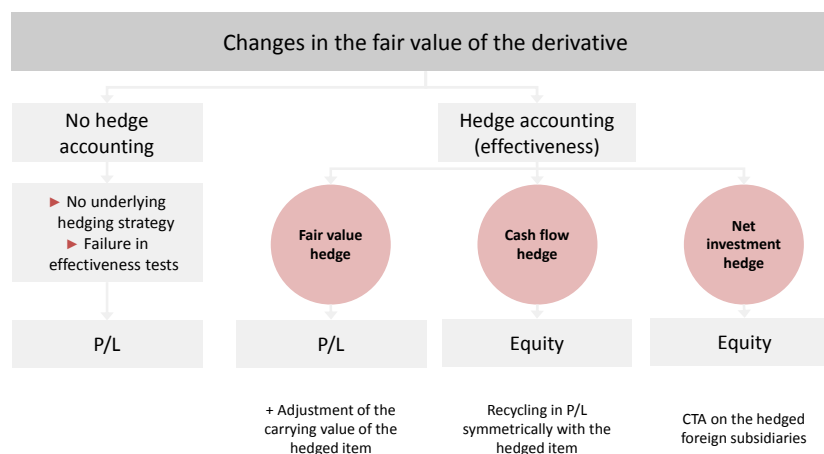 Changes in the fair value of the derivative
No hedge
accounting
Hedge accounting
(effectiveness)
► No underlying
hedging strategy
► Failure in
effectiveness tests
Fair value
hedge
Cash flow
hedge
Net
investment
hedge
P/L
P/L
Equity
Equity
+ Adjustment of the
carrying value of the
hedged item
Recycling in P/L
symmetrically with the
hedged item
CTA on the hedged
foreign subsidiaries